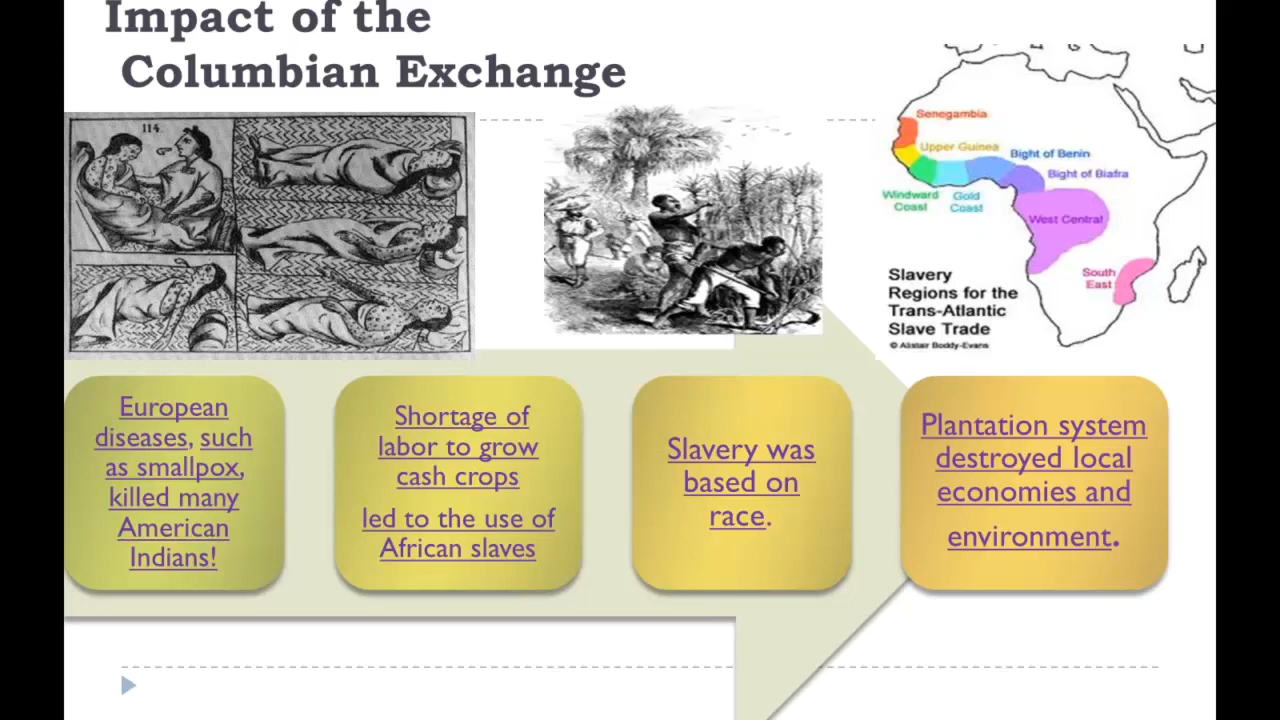 Impact of the
Columbian Exchange
114.
Senegambia
Upper Guinea
Bight of Benin
Bight of Biafra
Windward
Coast
Gold
Coast
West Central
South
East
Slavery
Regions for the
Trans-Atlantic
Slave Trade
© Alistair Boddy-Evans
European
diseases, such
as smallpox,
killed many
American
Indians!
Shortage of
labor to grow
cash crops
led to the use of
African slaves
Slavery was
based on
race.
Plantation system
destroyed local
economies and
environment.